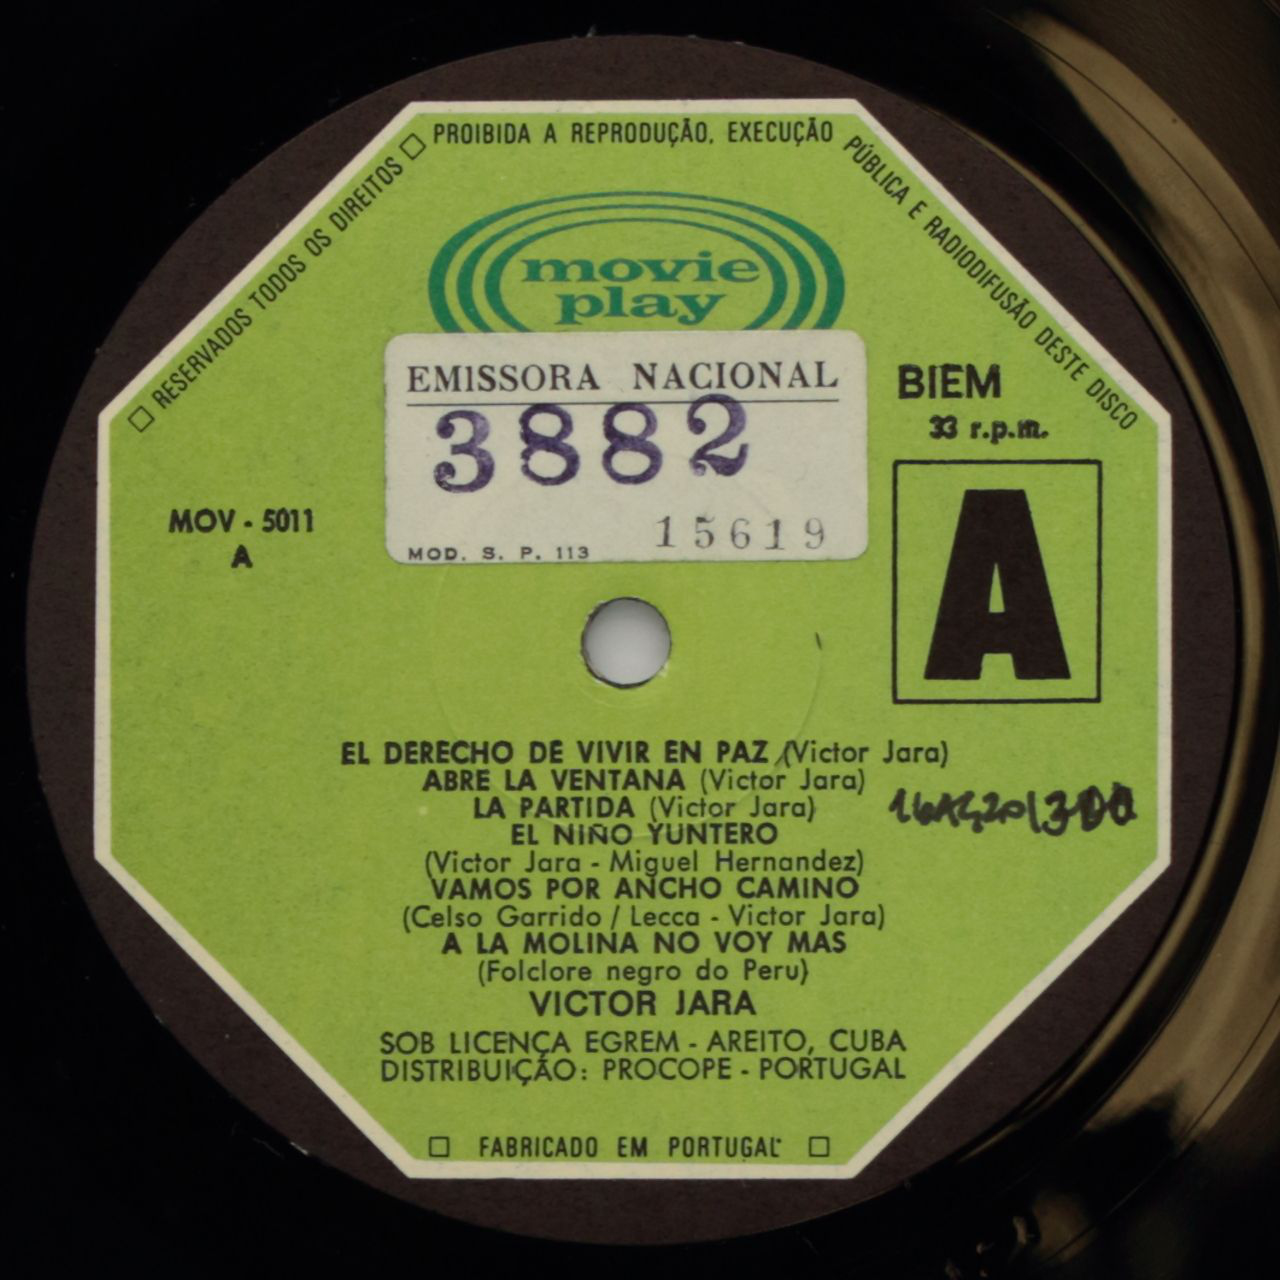 RESERVADOS TODOS OS DIREITOS
PROIBIDA A REPRODUÇÃO, EXECUÇÃO
PÚBLICA E RADIODIFUSÃO DESTE DISCO
movie
play
EMISSORA NACIONAL
3882
15619
MOD. S. P. 113
BIEM
33 r.p.m.
A
MOV - 5011
A
EL DERECHO DE VIVIR EN PAZ (Victor Jara)
ABRE LA VENTANA (Victor Jara)
LA PARTIDA (Victor Jara)
EL NIÑO YUNTERO
(Victor Jara - Miguel Hernandez)
VAMOS POR ANCHO CAMINO
(Celso Garrido / Lecca - Victor Jara)
A LA MOLINA NO VOY MAS
(Folclore negro do Peru)
VICTOR JARA
SOB LICENÇA EGREM - AREITO, CUBA
DISTRIBUIÇÃO: PROCOPE - PORTUGAL
FABRICADO EM PORTUGAL